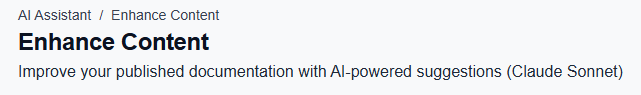 AI Assistant / Enhance Content
Enhance Content
Improve your published documentation with AI-powered suggestions (Claude Sonnet)